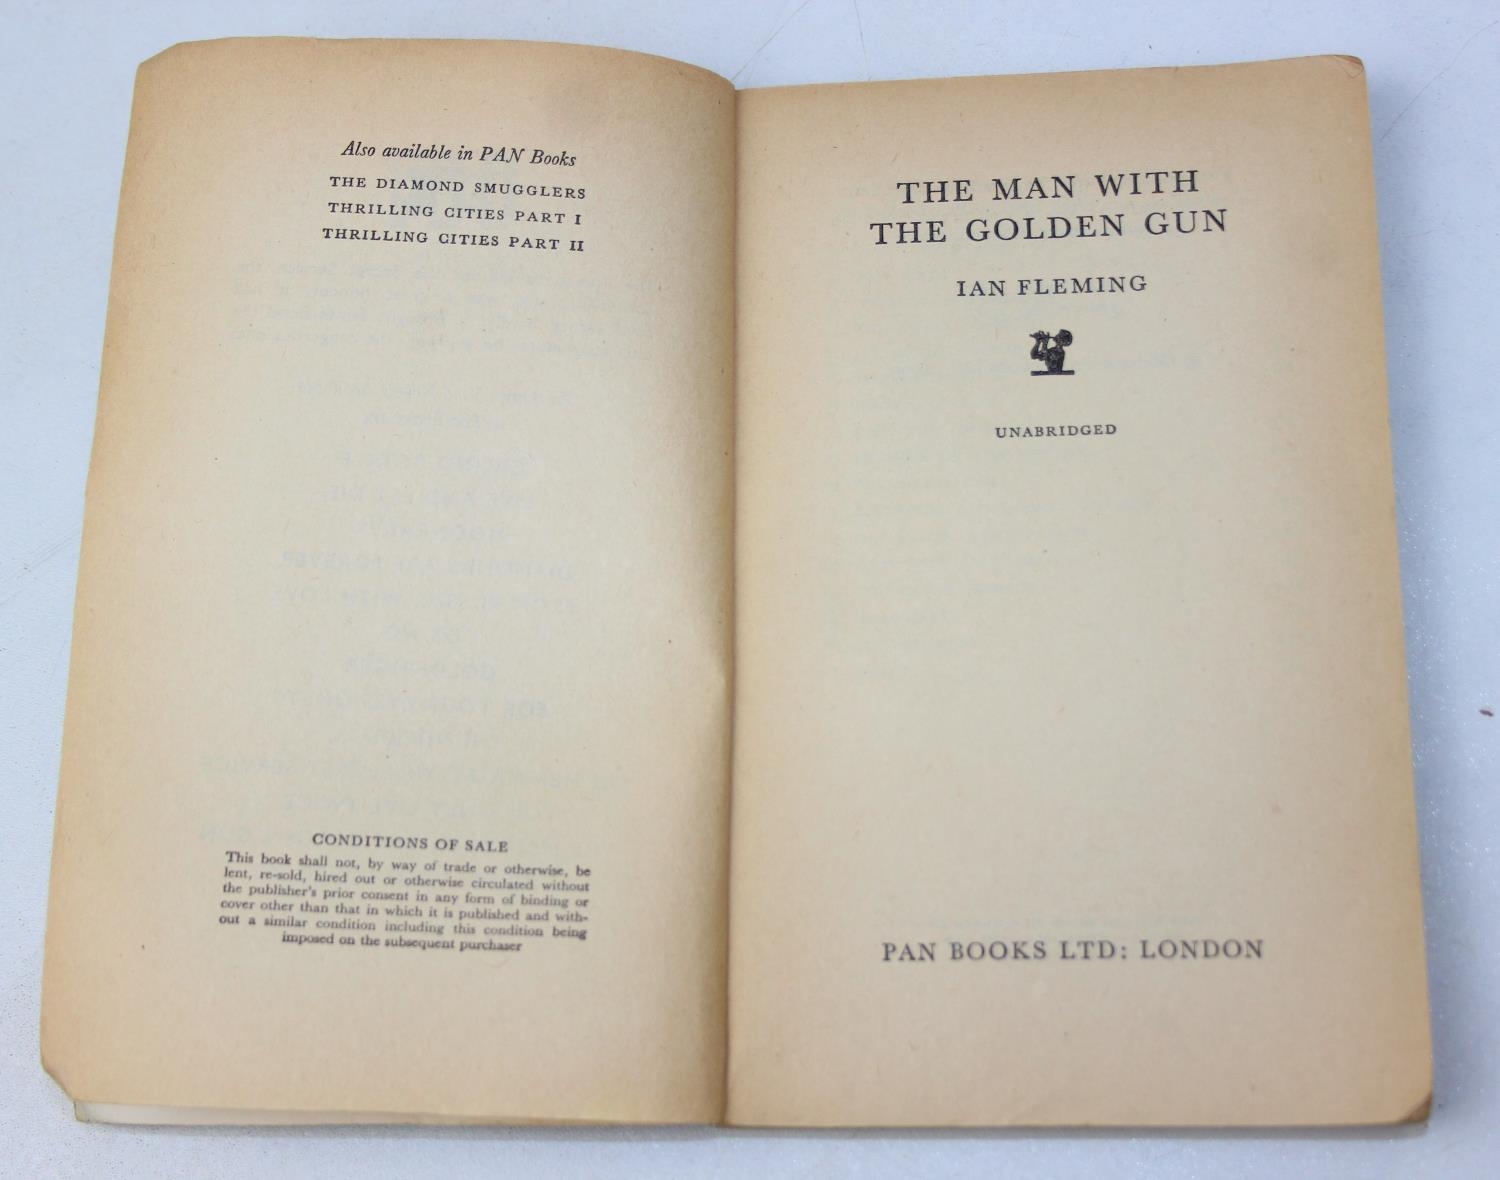 Also available in PAN Books
THE DIAMOND SMUGGLERS
THRILLING CITIES PART I
THRILLING CITIES PART II
CONDITIONS OF SALE
This book shall not, by way of trade or otherwise, be
lent, re-sold, hired out or otherwise circulated without
the publisher's prior consent in any form of binding or
cover other than that in which it is published and with-
out a similar condition including this condition being
imposed on the subsequent purchaser
THE MAN WITH
THE GOLDEN GUN
IAN FLEMING
UNABRIDGED
PAN BOOKS LTD: LONDON